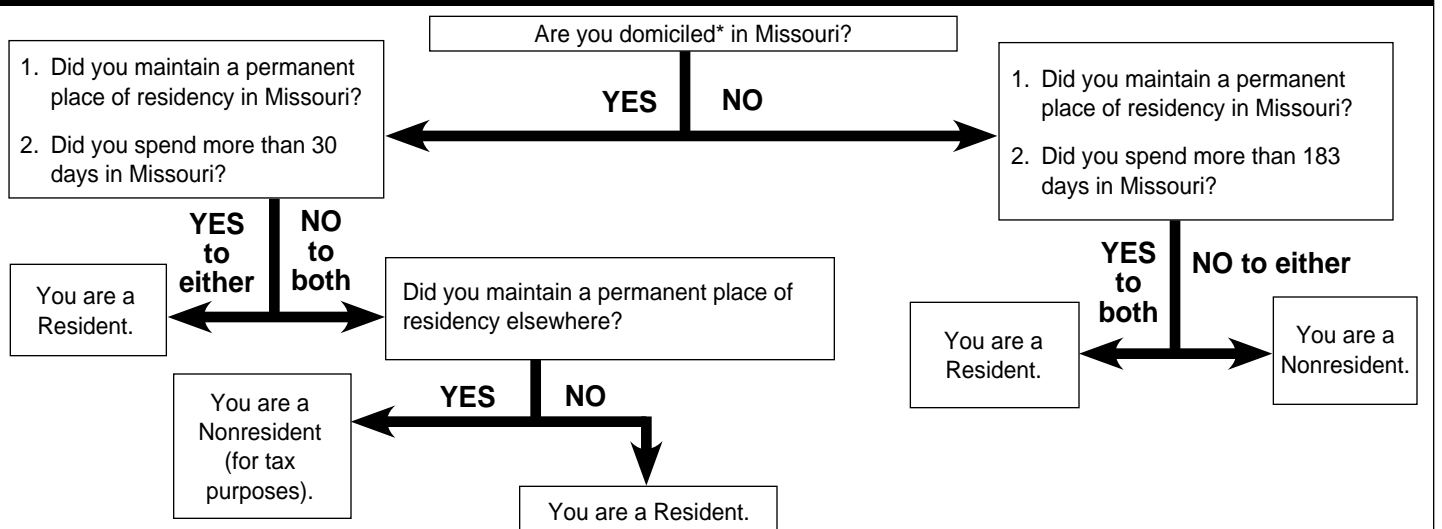 Are you domiciled* in Missouri?
YES
NO
1. Did you maintain a permanent
place of residency in Missouri?
2. Did you spend more than 30
days in Missouri?
1. Did you maintain a permanent
place of residency in Missouri?
2. Did you spend more than 183
days in Missouri?
YES
to
either
NO
to
both
YES
to
both
NO to either
You are a
Resident.
Did you maintain a permanent place of
residency elsewhere?
You are a
Resident.
You are a
Nonresident.
YES
NO
You are a
Nonresident
(for tax
purposes).
You are a Resident.